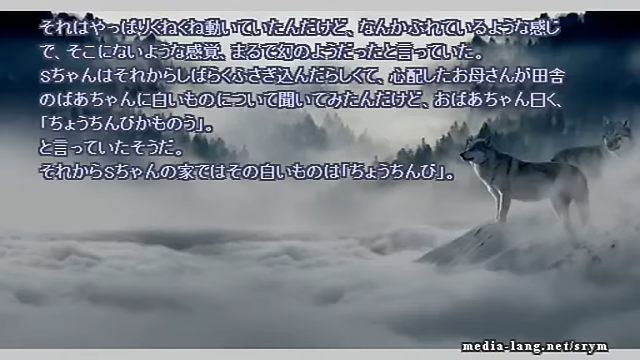 それはやっぱりくねくね動いていたんだけど、なんかぶれているような感じ
で、そこにないような感覚、まるで幻のようだったと言っていた。
Sちゃんはそれからしばらくふさぎ込んだらしくて、心配したお母さんが田舎
のばあちゃんに白いものについて聞いてみたんだけど、おばあちゃん曰く、
「ちょうちんびかものう」。
と言っていたそうだ。
それからSちゃんの家ではその白いものは「ちょうちんび」。
media-lang.net/srym